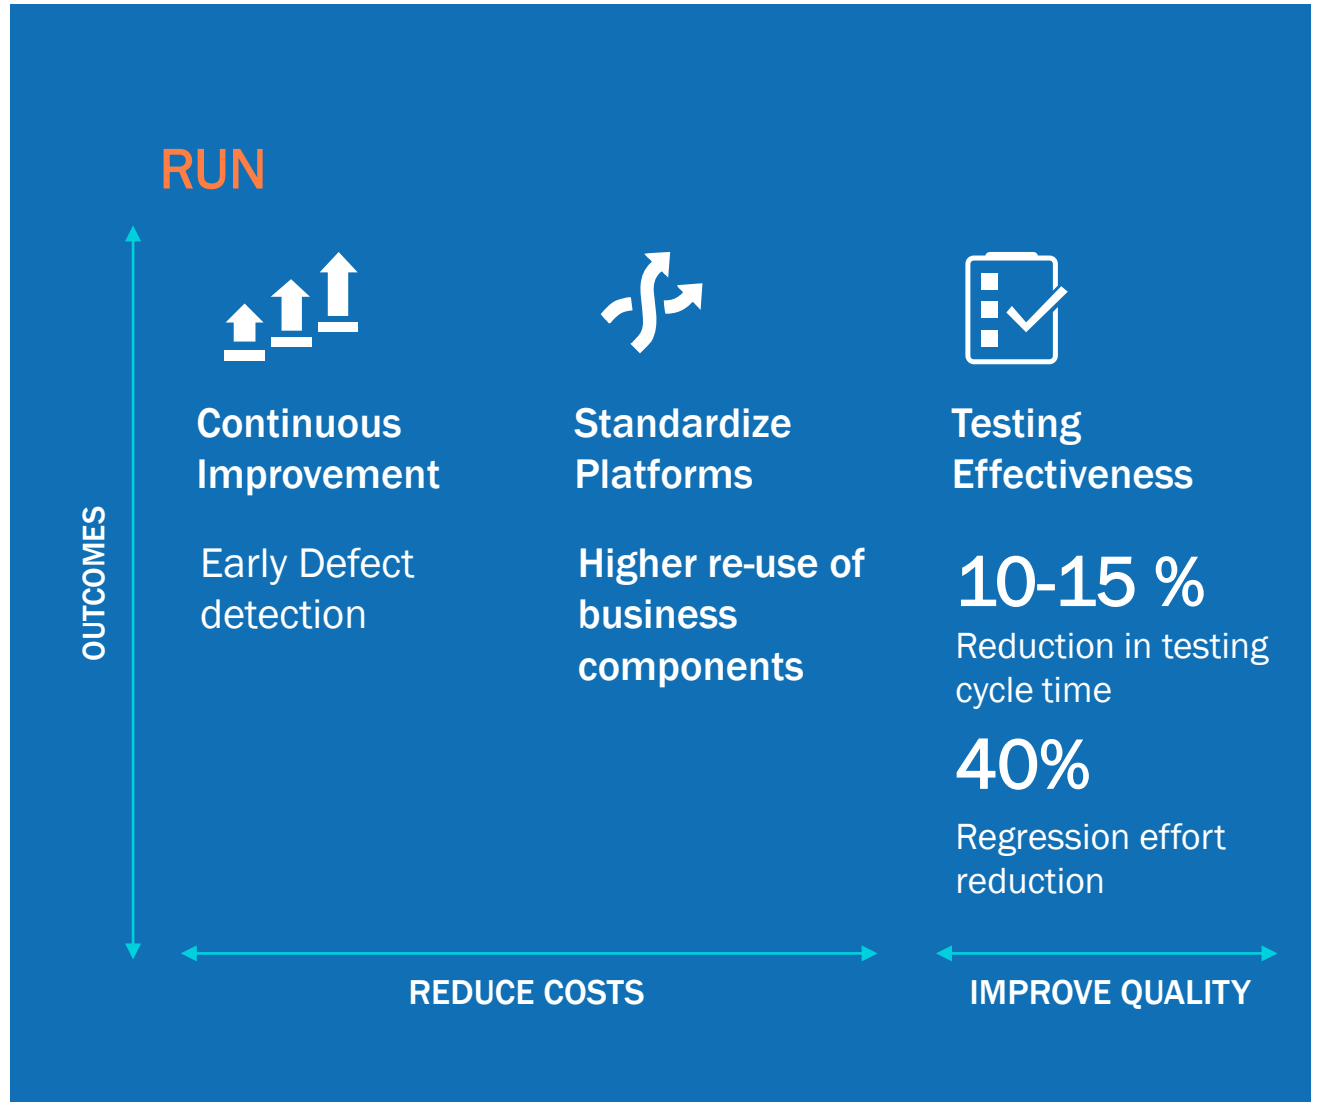 RUN
OUTCOMES
Continuous
Improvement
Early Defect
detection
Standardize
Platforms
Higher re-use of
business
components
Testing
Effectiveness
10-15 %
Reduction in testing
cycle time
40%
Regression effort
reduction
REDUCE COSTS
IMPROVE QUALITY